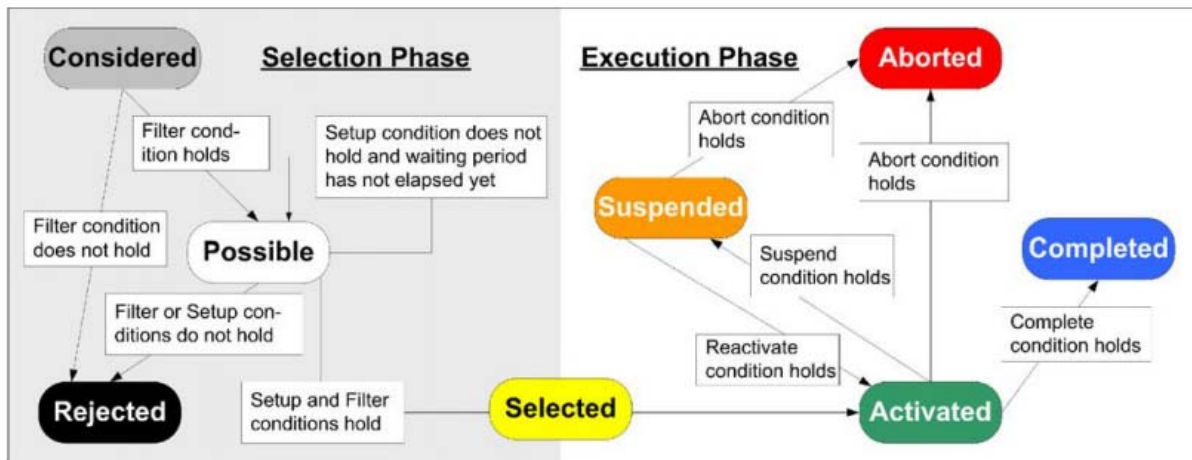 Considered
Selection Phase
Execution Phase
Aborted
Filter cond-
ition holds
Setup condition does not
hold and waiting period
has not elapsed yet
Abort condition
holds
Abort condition
holds
Suspended
Filter condition
does not hold
Possible
Suspend
condition holds
Completed
Filter or Setup con-
ditions do not hold
Reactivate
condition holds
Complete
condition holds
Rejected
Setup and Filter
conditions hold
Selected
Activated